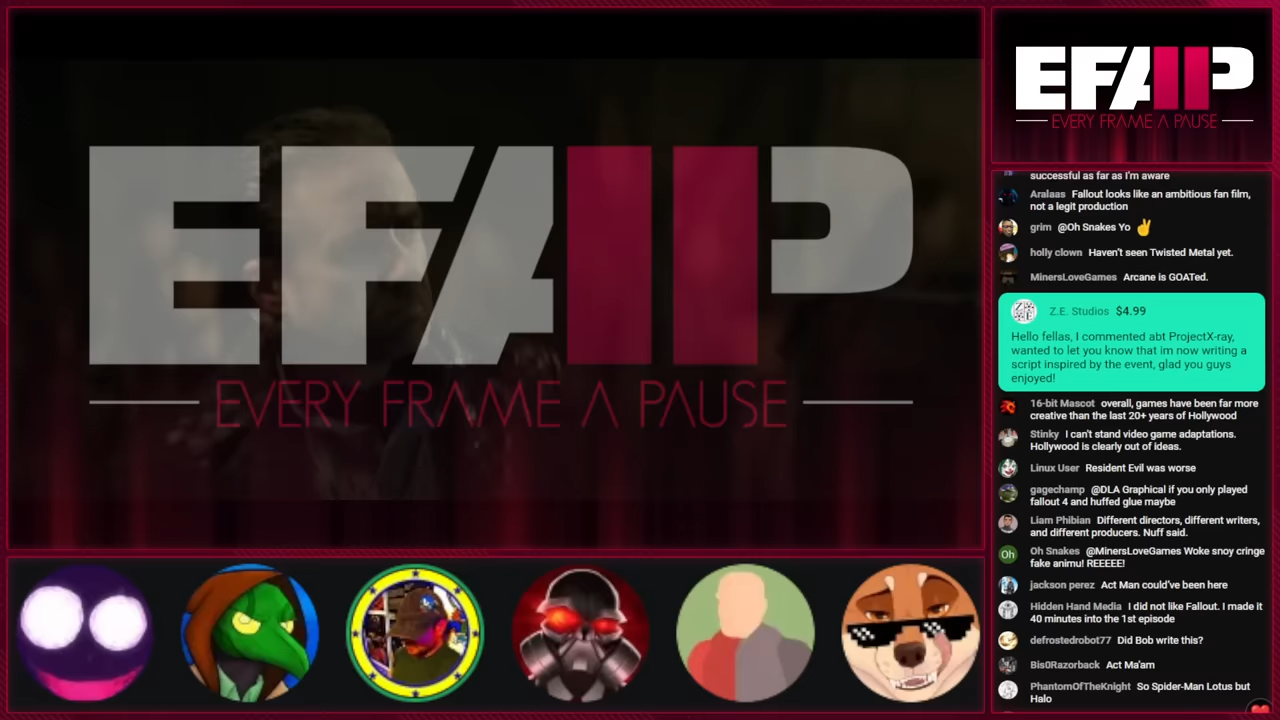 EFAP
EVERY FRAME A PAUSE
EFAP
EVERY FRAME A PAUSE
successful as far as I'm aware
Aralaas Fallout looks like an ambitious fan film,
not a legit production
grim @Oh Snakes Yo ✌
holly clown Haven't seen Twisted Metal yet.
MinersLoveGames Arcane is GOATed.
Z.E. Studios $4.99
Hello fellas, I commented abt ProjectX-ray,
wanted to let you know that im now writing a
script inspired by the event, glad you guys
enjoyed!
16-bit Mascot overall, games have been far more
creative than the last 20+ years of Hollywood
Stinky I can't stand video game adaptations.
Hollywood is clearly out of ideas.
Linux User Resident Evil was worse
gagechamp @DLA Graphical if you only played
fallout 4 and huffed glue maybe
Liam Phibian Different directors, different writers,
and different producers. Nuff said.
Oh
Oh Snakes @MinersLoveGames Woke snoy cringe
fake animu! REEEEE!
jackson perez Act Man could've been here
Hidden Hand Media I did not like Fallout. I made it
40 minutes into the 1st episode
defrostedrobot77 Did Bob write this?
Bis0Razorback Act Ma'am
PhantomOfTheKnight So Spider-Man Lotus but
Halo